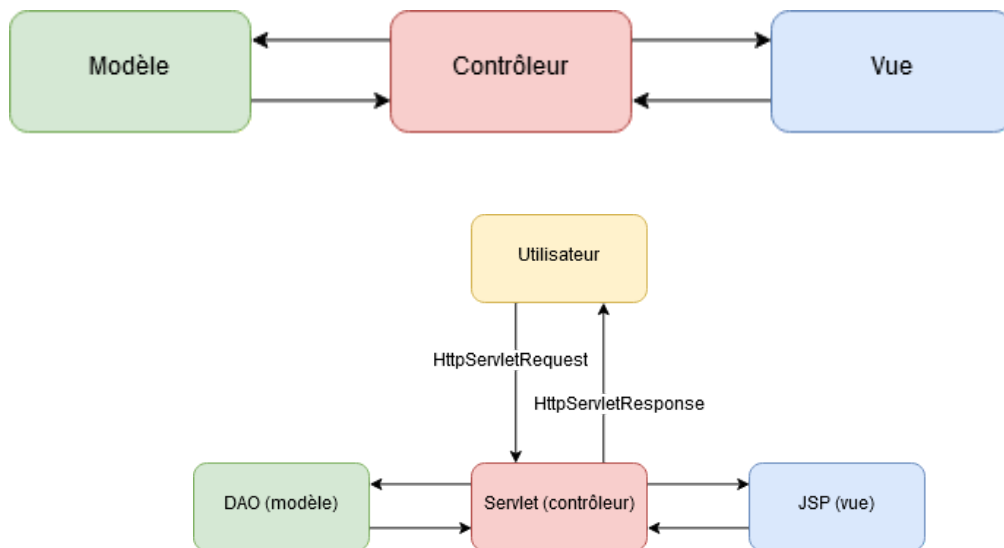 Modèle
Contrôleur
Vue
Utilisateur
HttpServletRequest
HttpServletResponse
DAO (modèle)
Servlet (contrôleur)
JSP (vue)